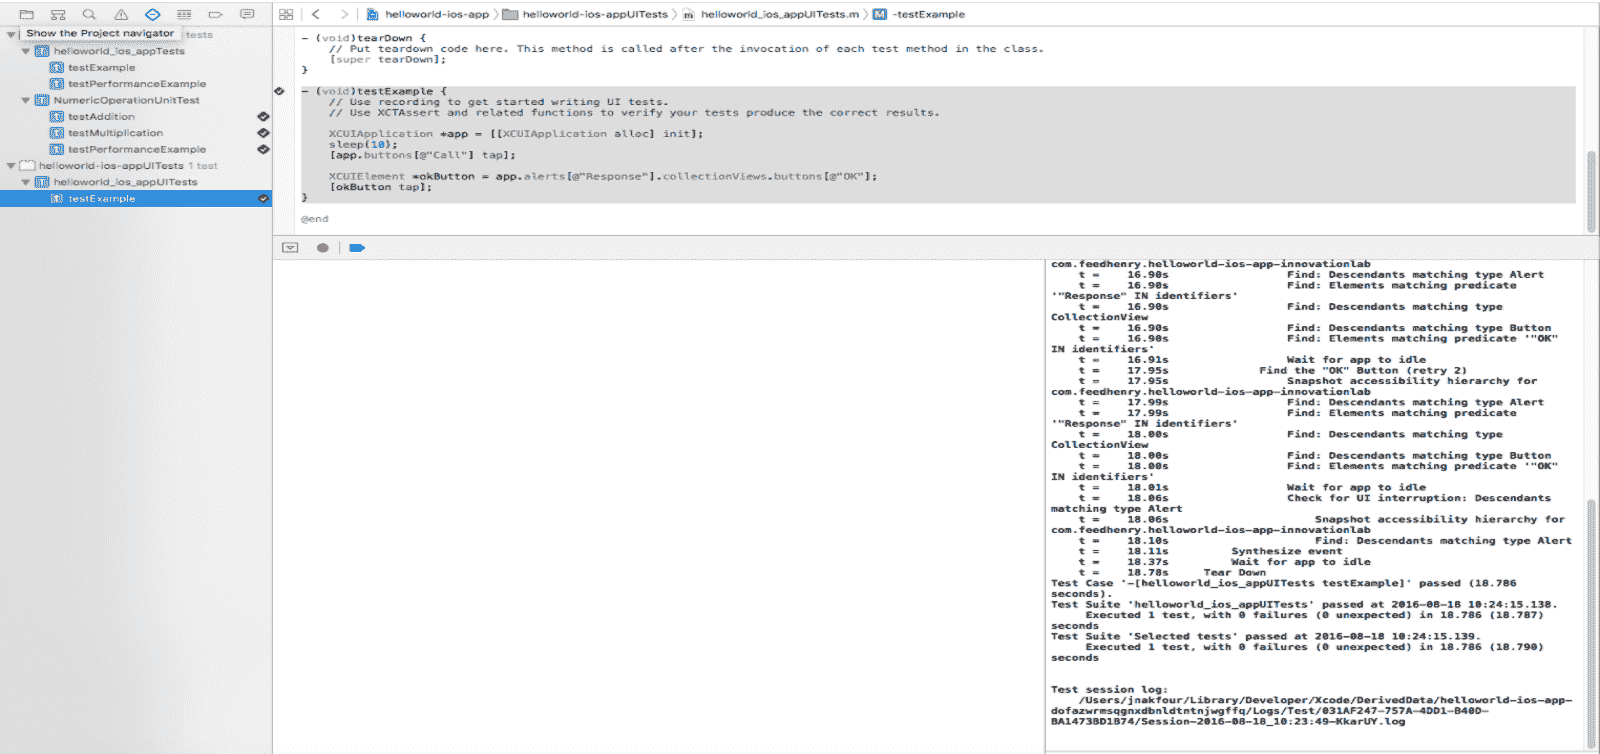 helloworld-ios-app helloworld-ios-appUITests helloworld_ios_appUITests.m M -testExample
Show the Project navigator tests
helloworld_ios_appTests
testExample
testPerformanceExample
NumericOperationUnitTest
testAddition
testMultiplication
testPerformanceExample
helloworld-ios-appUITests 1 test
helloworld_ios_appUITests
testExample
- (void)tearDown {
// Put teardown code here. This method is called after the invocation of each test method in the class.
[super tearDown];
}
- (void)testExample {
// Use recording to get started writing UI tests.
// Use XCTAssert and related functions to verify your tests produce the correct results.
XCUIApplication *app = [[XCUIApplication alloc] init];
sleep(10);
[app.buttons[@"Call"] tap];
XCUIElement *okButton = app.alerts[@"Response"].collectionViews.buttons[@"OK"];
[okButton tap];
}
@end
com.feedhenry.helloworld-ios-app-innovationlab
t = 16.90s Find: Descendants matching type Alert
t = 16.90s Find: Elements matching predicate
'"Response" IN identifiers'
t = 16.90s Find: Descendants matching type
CollectionView
t = 16.90s Find: Descendants matching type Button
t = 16.90s Find: Elements matching predicate '"OK"
IN identifiers'
t = 16.91s Wait for app to idle
t = 17.95s Find the "OK" Button (retry 2)
t = 17.95s Snapshot accessibility hierarchy for
com.feedhenry.helloworld-ios-app-innovationlab
t = 17.99s Find: Descendants matching type Alert
t = 17.99s Find: Elements matching predicate
'"Response" IN identifiers'
t = 18.00s Find: Descendants matching type
CollectionView
t = 18.00s Find: Descendants matching type Button
t = 18.00s Find: Elements matching predicate '"OK"
IN identifiers'
t = 18.01s Wait for app to idle
t = 18.06s Check for UI interruption: Descendants
matching type Alert
t = 18.06s Snapshot accessibility hierarchy for
com.feedhenry.helloworld-ios-app-innovationlab
t = 18.10s Find: Descendants matching type Alert
t = 18.11s Synthesize event
t = 18.37s Wait for app to idle
t = 18.78s Tear Down
Test Case '-[helloworld_ios_appUITests testExample]' passed (18.786
seconds).
Test Suite 'helloworld_ios_appUITests' passed at 2016-08-18 10:24:15.138.
Executed 1 test, with 0 failures (0 unexpected) in 18.786 (18.787)
seconds
Test Suite 'Selected tests' passed at 2016-08-18 10:24:15.139.
Executed 1 test, with 0 failures (0 unexpected) in 18.786 (18.790)
seconds
Test session log:
/Users/jnakfour/Library/Developer/Xcode/DerivedData/helloworld-ios-app-
dofazwrmsqgnxdbnldtntnjwgffq/Logs/Test/031AF247-757A-4DD1-B40D-
BA1473BD1B74/Session-2016-08-18_10:23:49-KkarUY.log